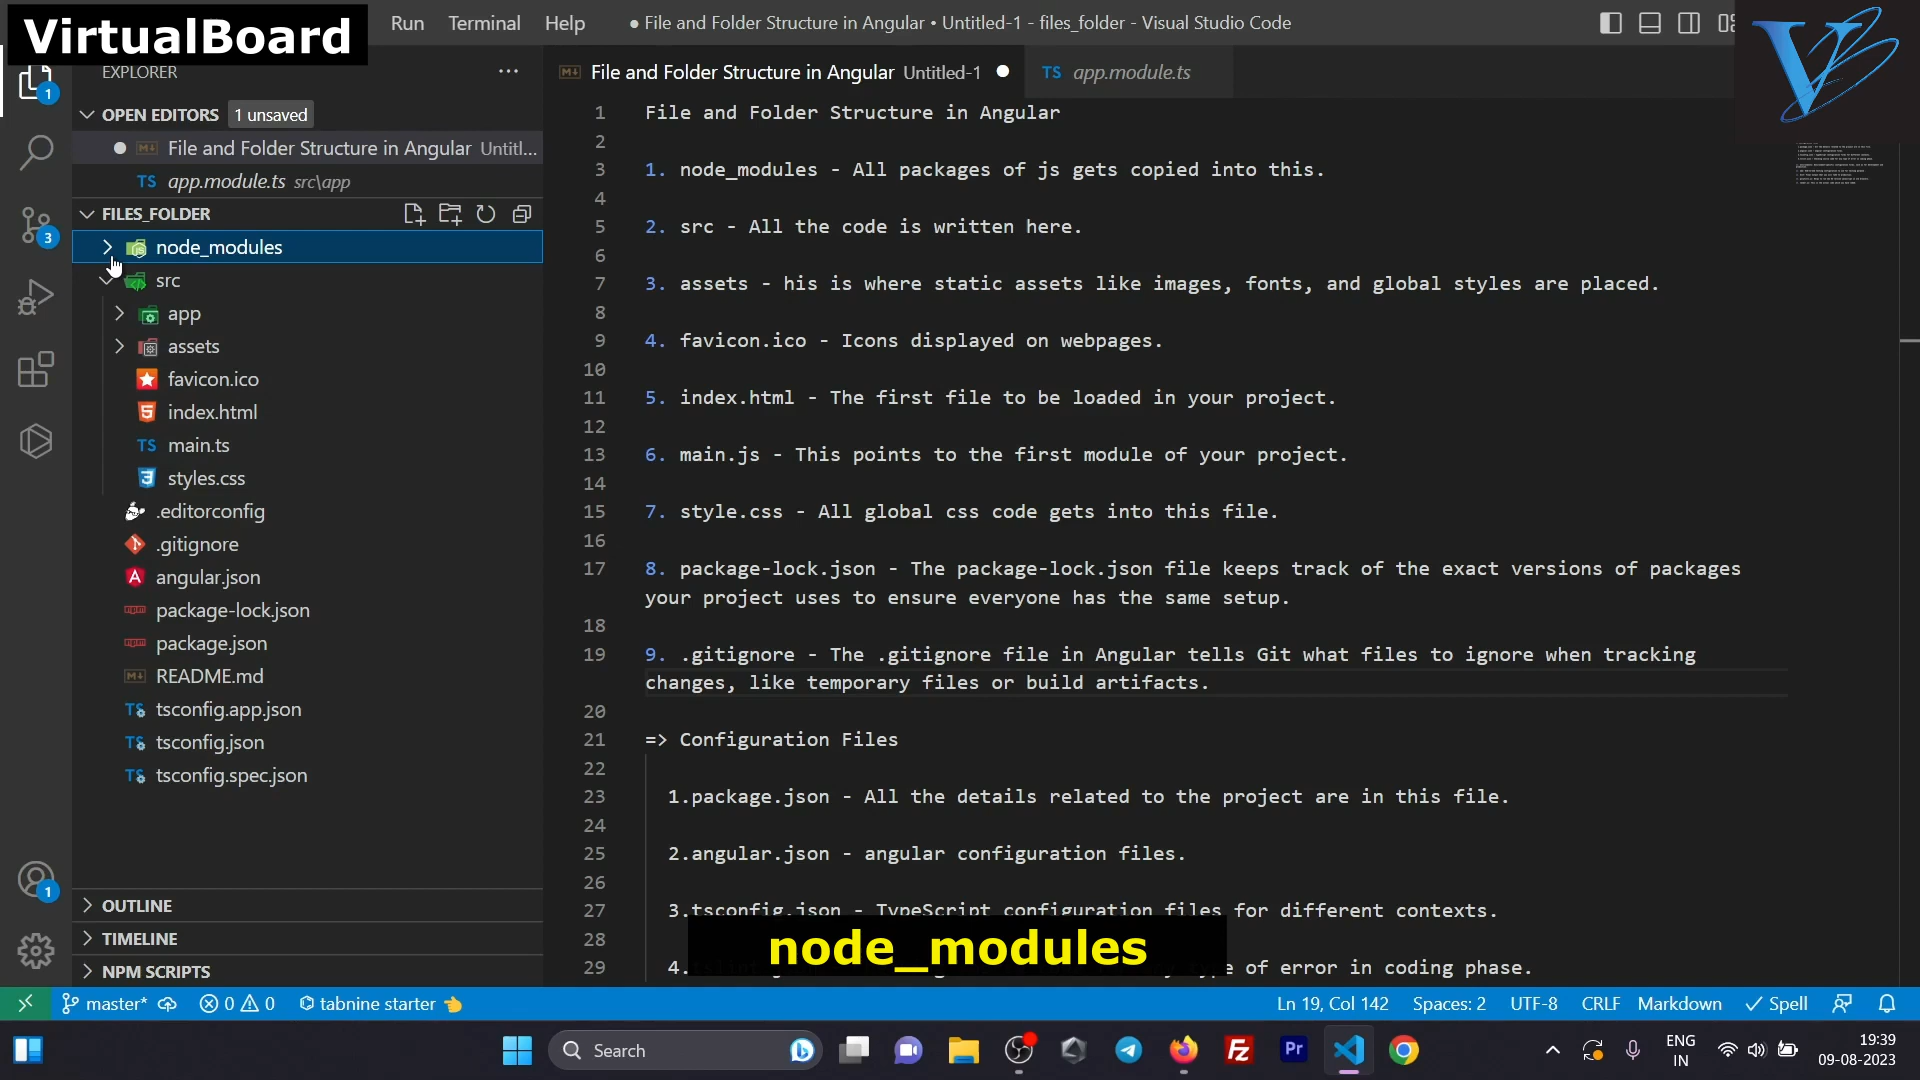 VirtualBoard
Run Terminal Help
● File and Folder Structure in Angular • Untitled-1 - files_folder - Visual Studio Code
EXPLORER
OPEN EDITORS 1 unsaved
File and Folder Structure in Angular Untitl...
TS app.module.ts src\app
FILES_FOLDER
node_modules
src
app
assets
favicon.ico
index.html
TS main.ts
styles.css
.editorconfig
.gitignore
angular.json
package-lock.json
package.json
README.md
TS tsconfig.app.json
TS tsconfig.json
TS tsconfig.spec.json
OUTLINE
TIMELINE
NPM SCRIPTS
1
3
1
File and Folder Structure in Angular Untitled-1
TS app.module.ts
1 File and Folder Structure in Angular
2
3 1. node_modules - All packages of js gets copied into this.
4
5 2. src - All the code is written here.
6
7 3. assets - his is where static assets like images, fonts, and global styles are placed.
8
9 4. favicon.ico - Icons displayed on webpages.
10
11 5. index.html - The first file to be loaded in your project.
12
13 6. main.js - This points to the first module of your project.
14
15 7. style.css - All global css code gets into this file.
16
17 8. package-lock.json - The package-lock.json file keeps track of the exact versions of packages
your project uses to ensure everyone has the same setup.
18
19 9. .gitignore - The .gitignore file in Angular tells Git what files to ignore when tracking
changes, like temporary files or build artifacts.
20
21 => Configuration Files
22
23 1.package.json - All the details related to the project are in this file.
24
25 2.angular.json - angular configuration files.
26
27 3.tsconfig.json - TypeScript configuration files for different contexts.
28
29 4. of error in coding phase.
node_modules
master* 0 0 tabnine starter
Ln 19, Col 142 Spaces: 2 UTF-8 CRLF Markdown Spell
Search
Fz
Pr
ENG
IN
19:39
09-08-2023